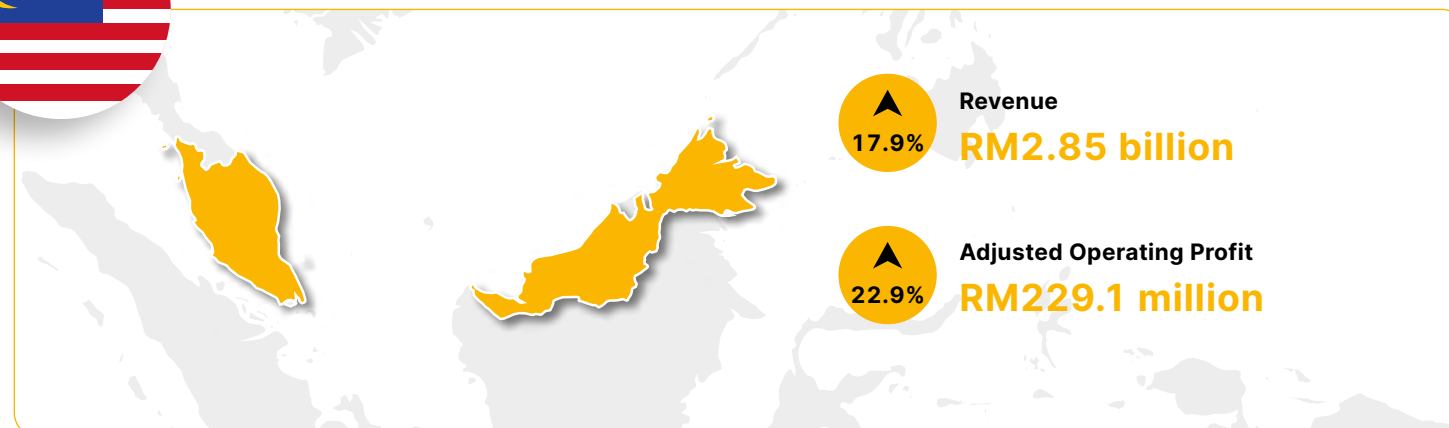 17.9%
Revenue
RM2.85 billion
22.9%
Adjusted Operating Profit
RM229.1 million